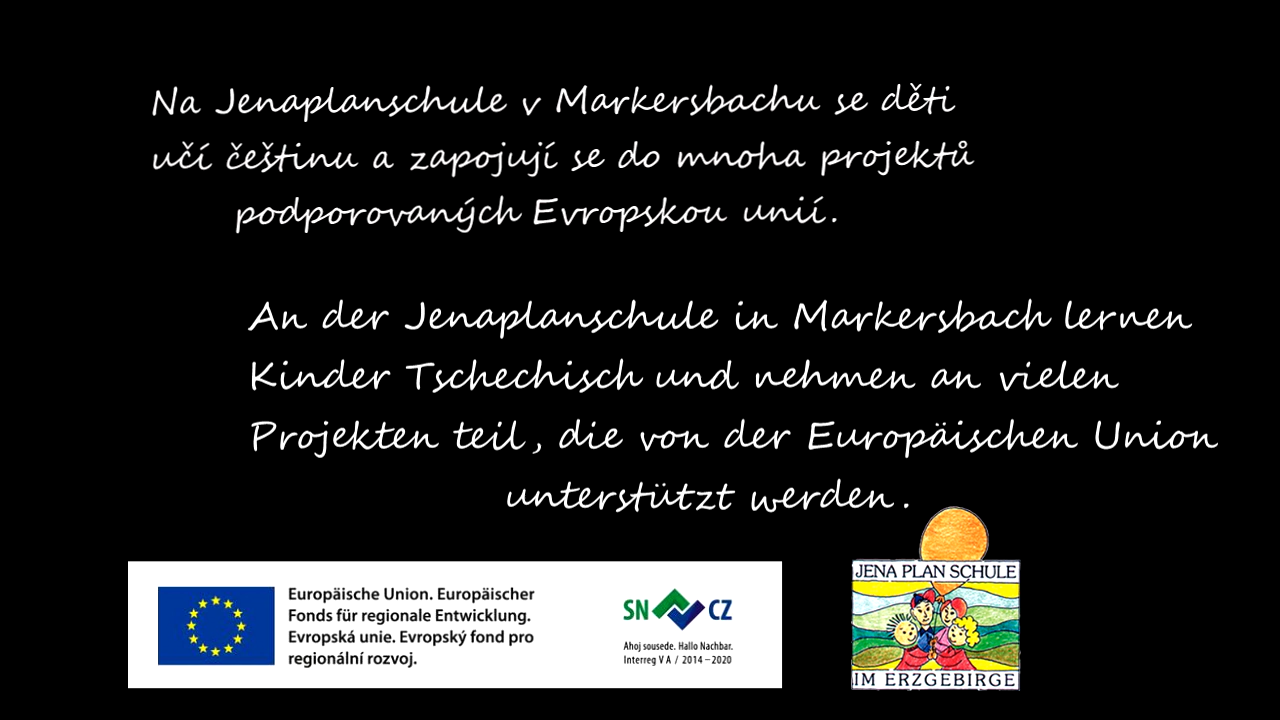 Na Jenaplanschule v Markersbachu se děti
učí češtinu a zapojují se do mnoha projektů
podporovaných Evropskou unií.
An der Jenaplanschule in Markersbach lernen
Kinder Tschechisch und nehmen an vielen
Projekten teil, die von der Europäischen Union
unterstützt werden.
Europäische Union. Europäischer
Fonds für regionale Entwicklung.
Evropská unie. Evropský fond pro
regionální rozvoj.
SN CZ
Ahoj sousede. Hallo Nachbar.
Interreg V A / 2014–2020
JENA PLAN SCHULE
IM ERZGEBIRGE